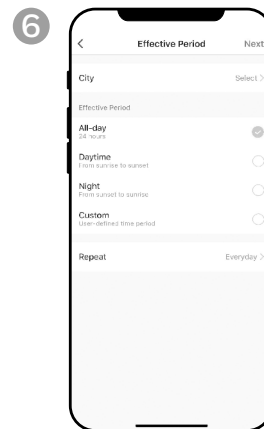 6
Effective Period Next
City Select
Effective Period
All-day
24 hours
Daytime
From sunrise to sunset
Night
From sunset to sunrise
Custom
User-defined time period
Repeat Everyday